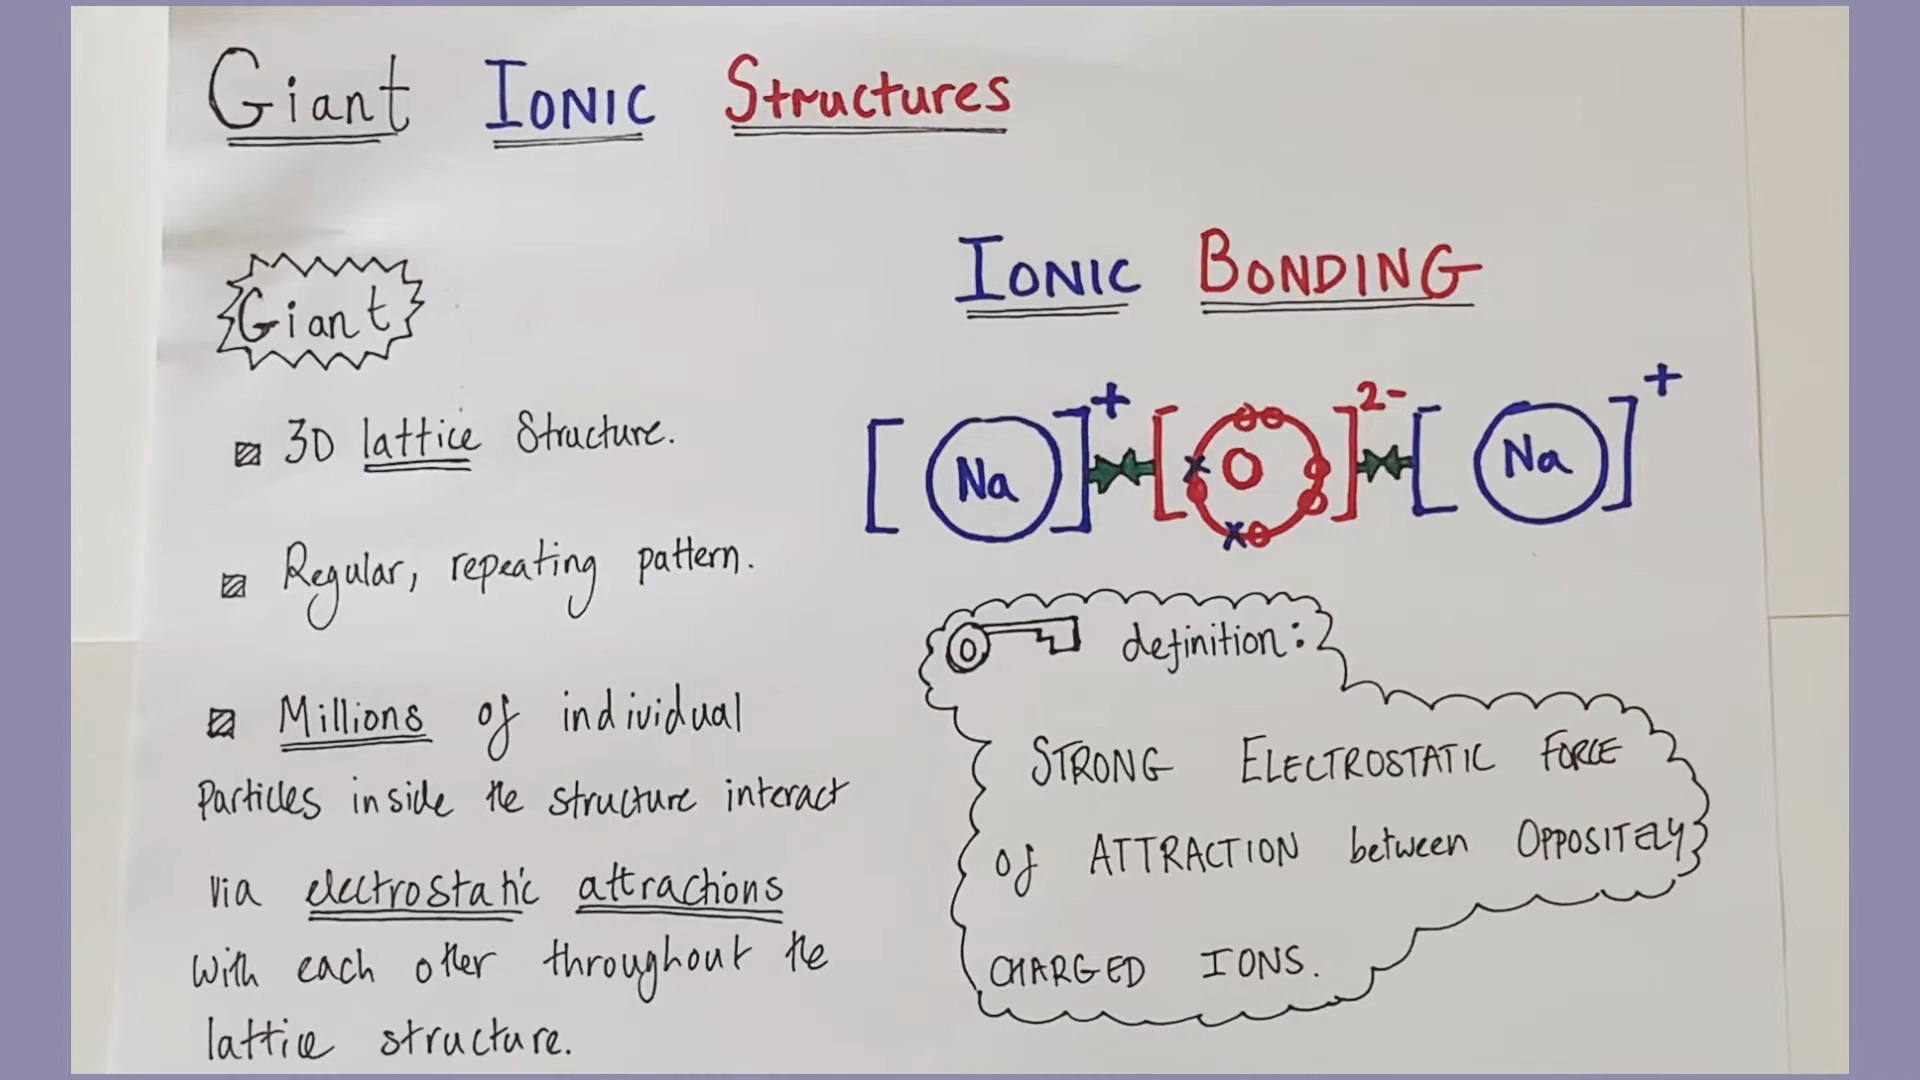 Giant IONIC Structures
Giant
3D lattice structure.
Regular, repeating pattern.
Millions of individual
particles inside the structure interact
via electrostatic attractions
with each other throughout the
lattice structure.
IONIC BONDING
[Na]+ [O]2- [Na]+
definition:
STRONG ELECTROSTATIC FORCE
of ATTRACTION between OPPOSITELY
CHARGED IONS.